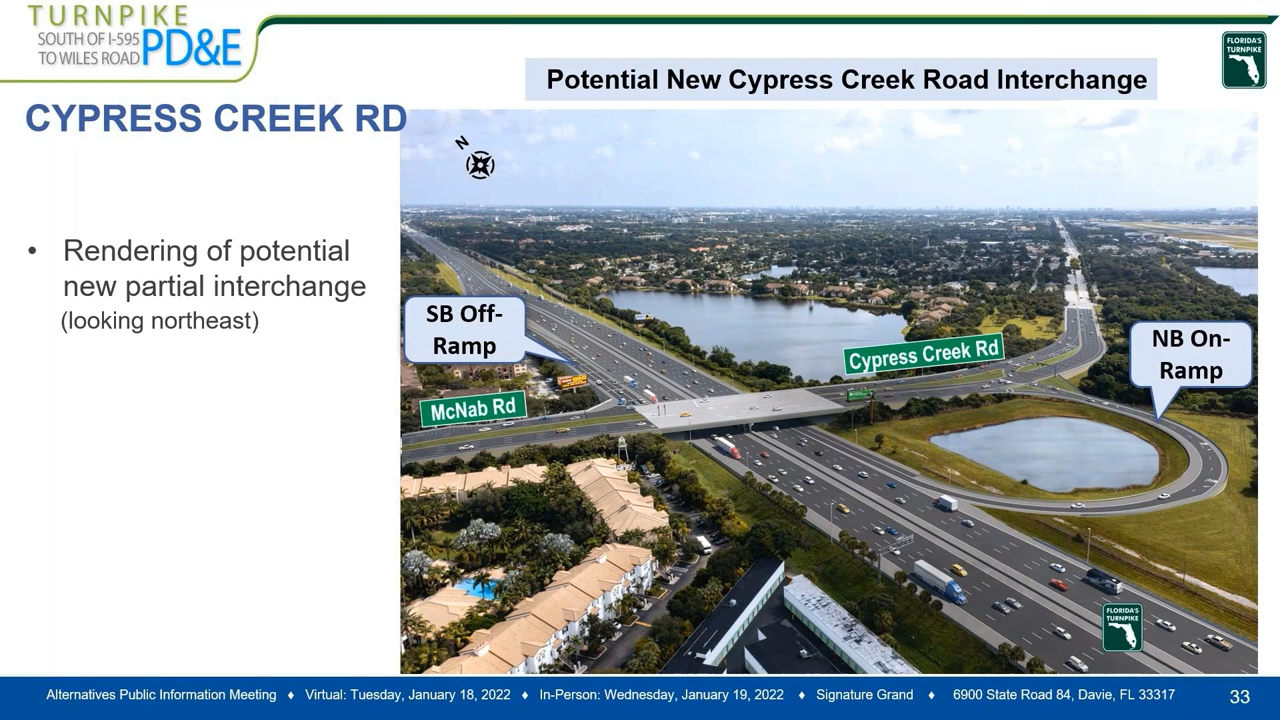 TURNPIKE
SOUTH OF I-595
TO WILES ROAD
PD&E
FLORIDA'S
TURNPIKE
Potential New Cypress Creek Road Interchange
CYPRESS CREEK RD
N
• Rendering of potential
new partial interchange
(looking northeast)
SB Off-
Ramp
Cypress Creek Rd
NB On-
Ramp
McNab Rd
FLORIDA'S
TURNPIKE
Alternatives Public Information Meeting ♦ Virtual: Tuesday, January 18, 2022 ♦ In-Person: Wednesday, January 19, 2022 ♦ Signature Grand ♦ 6900 State Road 84, Davie, FL 33317
33